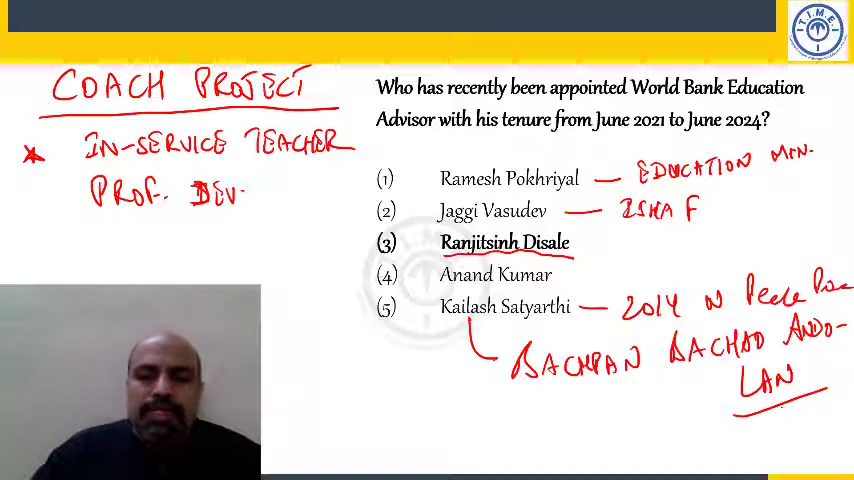 T.I.M.E.
COACH PROJECT
IN-SERVICE TEACHER
PROF. DEV.
Who has recently been appointed World Bank Education
Advisor with his tenure from June 2021 to June 2024?
(1) Ramesh Pokhriyal — EDUCATION MIN.
(2) Jaggi Vasudev — ISHA F
(3) Ranjitsinh Disale
(4) Anand Kumar
(5) Kailash Satyarthi — 2014 N Peace
BACHPAN BACHAO ANDO-
LAN